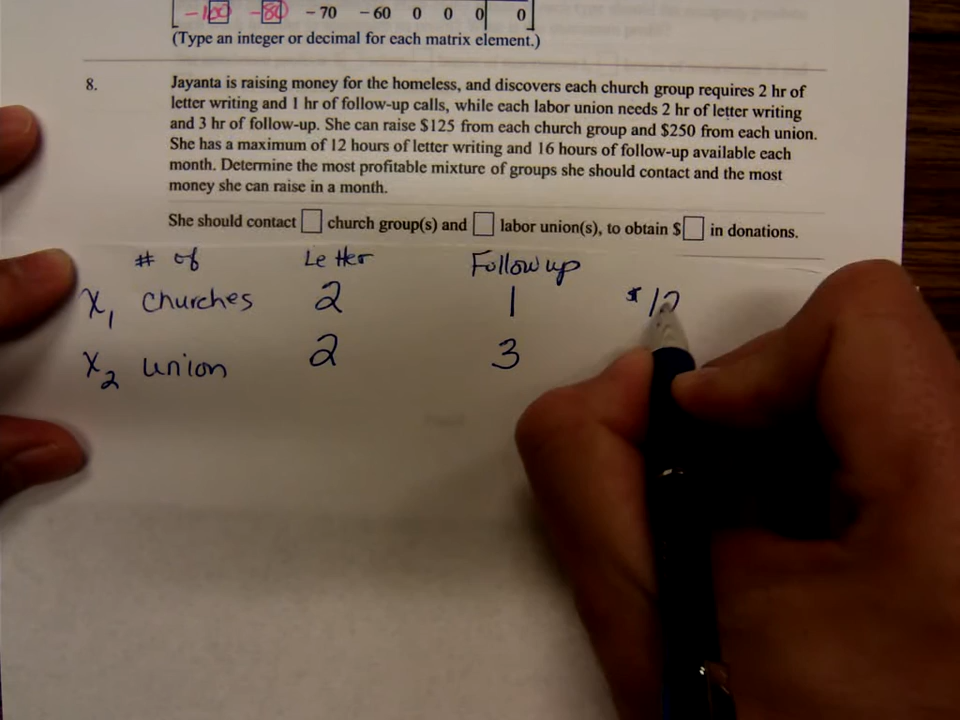 -100 -80 -70 -60 0 0 0 0
(Type an integer or decimal for each matrix element.)
8. Jayanta is raising money for the homeless, and discovers each church group requires 2 hr of
letter writing and 1 hr of follow-up calls, while each labor union needs 2 hr of letter writing
and 3 hr of follow-up. She can raise $125 from each church group and $250 from each union.
She has a maximum of 12 hours of letter writing and 16 hours of follow-up available each
month. Determine the most profitable mixture of groups she should contact and the most
money she can raise in a month.
She should contact church group(s) and labor union(s), to obtain $ in donations.
# of Letter Follow up
x₁ churches 2 1 $12
x₂ union 2 3